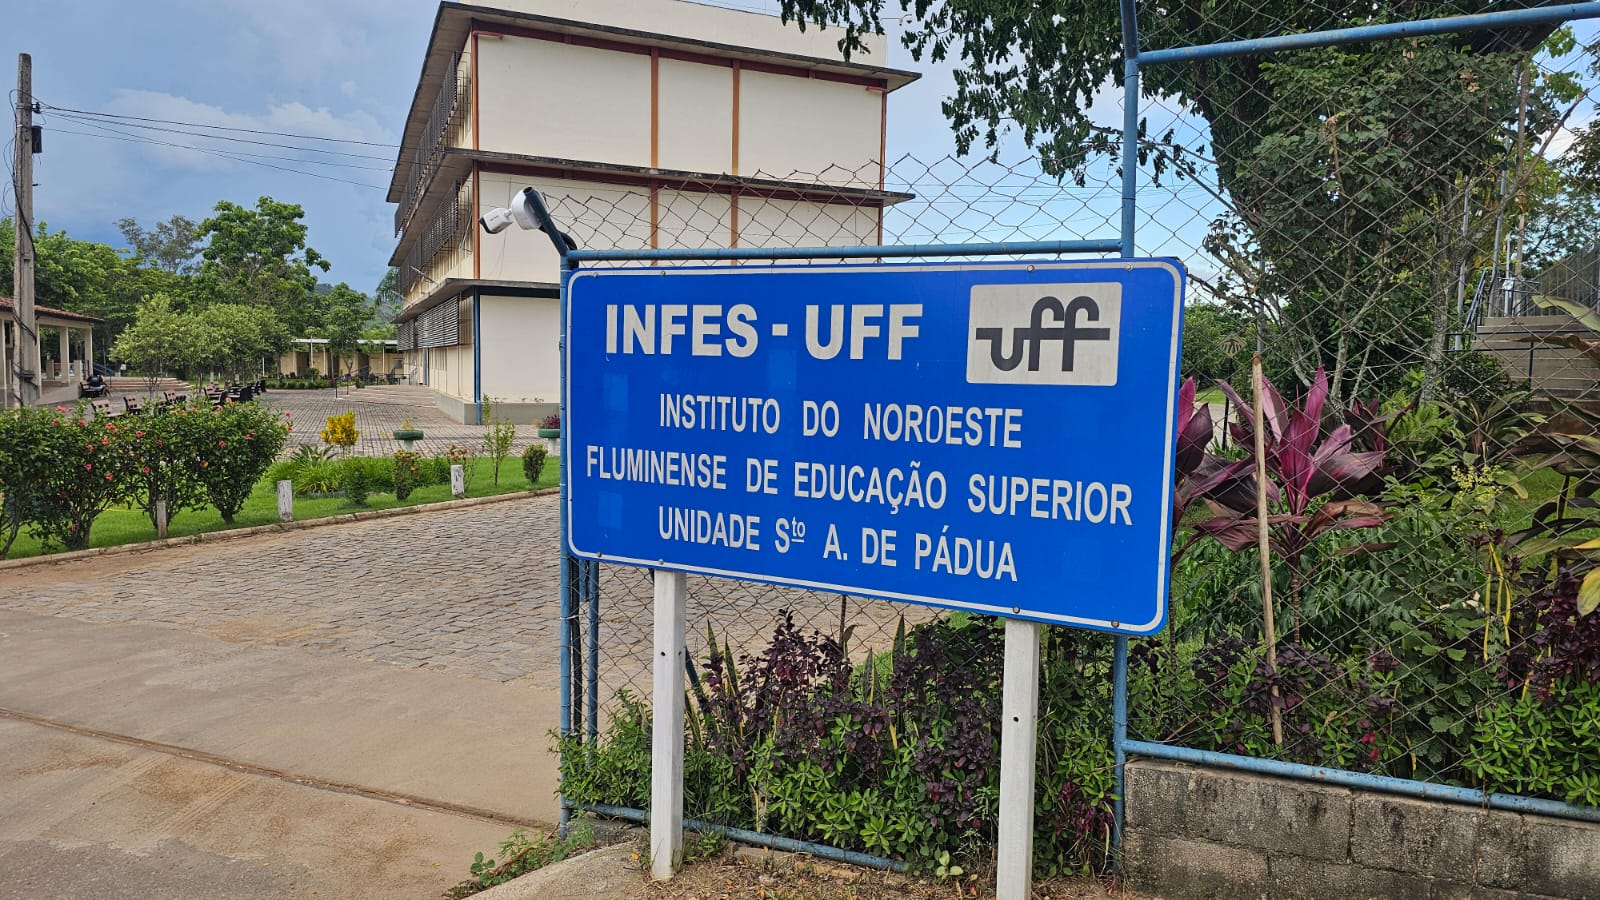 INFES - UFF
uff
INSTITUTO DO NOROESTE
FLUMINENSE DE EDUCAÇÃO SUPERIOR
UNIDADE Sto A. DE PÁDUA